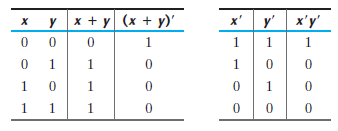 x y x + y (x + y)′ x′ y′ x′y′
0 0 0 1 1 1 1
0 1 1 0 1 0 0
1 0 1 0 0 1 0
1 1 1 0 0 0 0